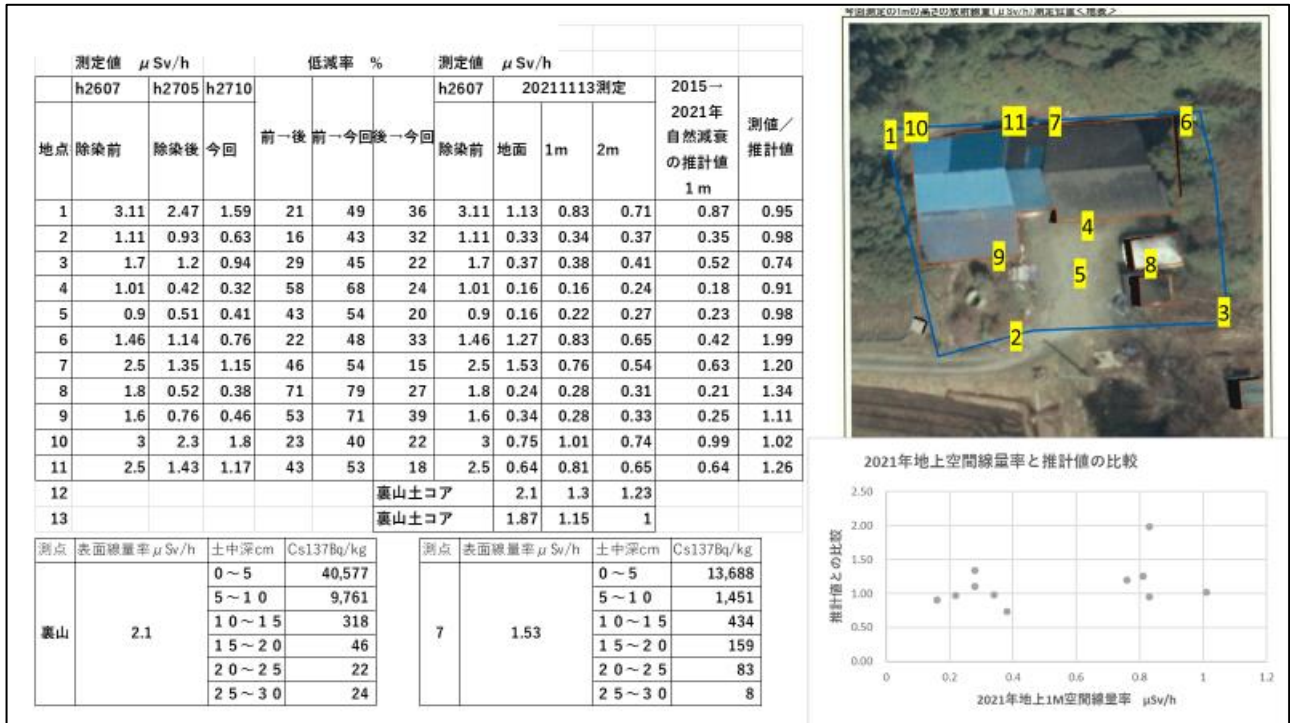 今回測定の1mの高さの放射線量(μSv/h)測定位置<地表>
測定値 μSv/h 低減率 % 測定値 μSv/h
h2607 h2705 h2710 h2607 20211113測定 2015→2021年自然減衰の推計値1m 測値/推計値
地点 除染前 除染後 今回 前→後 前→今回 後→今回 除染前 地面 1m 2m
1 3.11 2.47 1.59 21 49 36 3.11 1.13 0.83 0.71 0.87 0.95
2 1.11 0.93 0.63 16 43 32 1.11 0.33 0.34 0.37 0.35 0.98
3 1.7 1.2 0.94 29 45 22 1.7 0.37 0.38 0.41 0.52 0.74
4 1.01 0.42 0.32 58 68 24 1.01 0.16 0.16 0.24 0.18 0.91
5 0.9 0.51 0.41 43 54 20 0.9 0.16 0.22 0.27 0.23 0.98
6 1.46 1.14 0.76 22 48 33 1.46 1.27 0.83 0.65 0.42 1.99
7 2.5 1.35 1.15 46 54 15 2.5 1.53 0.76 0.54 0.63 1.20
8 1.8 0.52 0.38 71 79 27 1.8 0.24 0.28 0.31 0.21 1.34
9 1.6 0.76 0.46 53 71 39 1.6 0.34 0.28 0.33 0.25 1.11
10 3 2.3 1.8 23 40 22 3 0.75 1.01 0.74 0.99 1.02
11 2.5 1.43 1.17 43 53 18 2.5 0.64 0.81 0.65 0.64 1.26
12 裏山土コア 2.1 1.3 1.23
13 裏山土コア 1.87 1.15 1
測点 表面線量率μSv/h 土中深cm Cs137Bq/kg
裏山 2.1
0~5 40,577
5~10 9,761
10~15 318
15~20 46
20~25 22
25~30 24
測点 表面線量率μSv/h 土中深cm Cs137Bq/kg
7 1.53
0~5 13,688
5~10 1,451
10~15 434
15~20 159
20~25 83
25~30 8
1 10 11 7 6
4
9 5 8
2 3
2021年地上空間線量率と推計値の比較
推計値との比較
2.50
2.00
1.50
1.00
0.50
0.00
0 0.2 0.4 0.6 0.8 1 1.2
2021年地上1M空間線量率 μSv/h